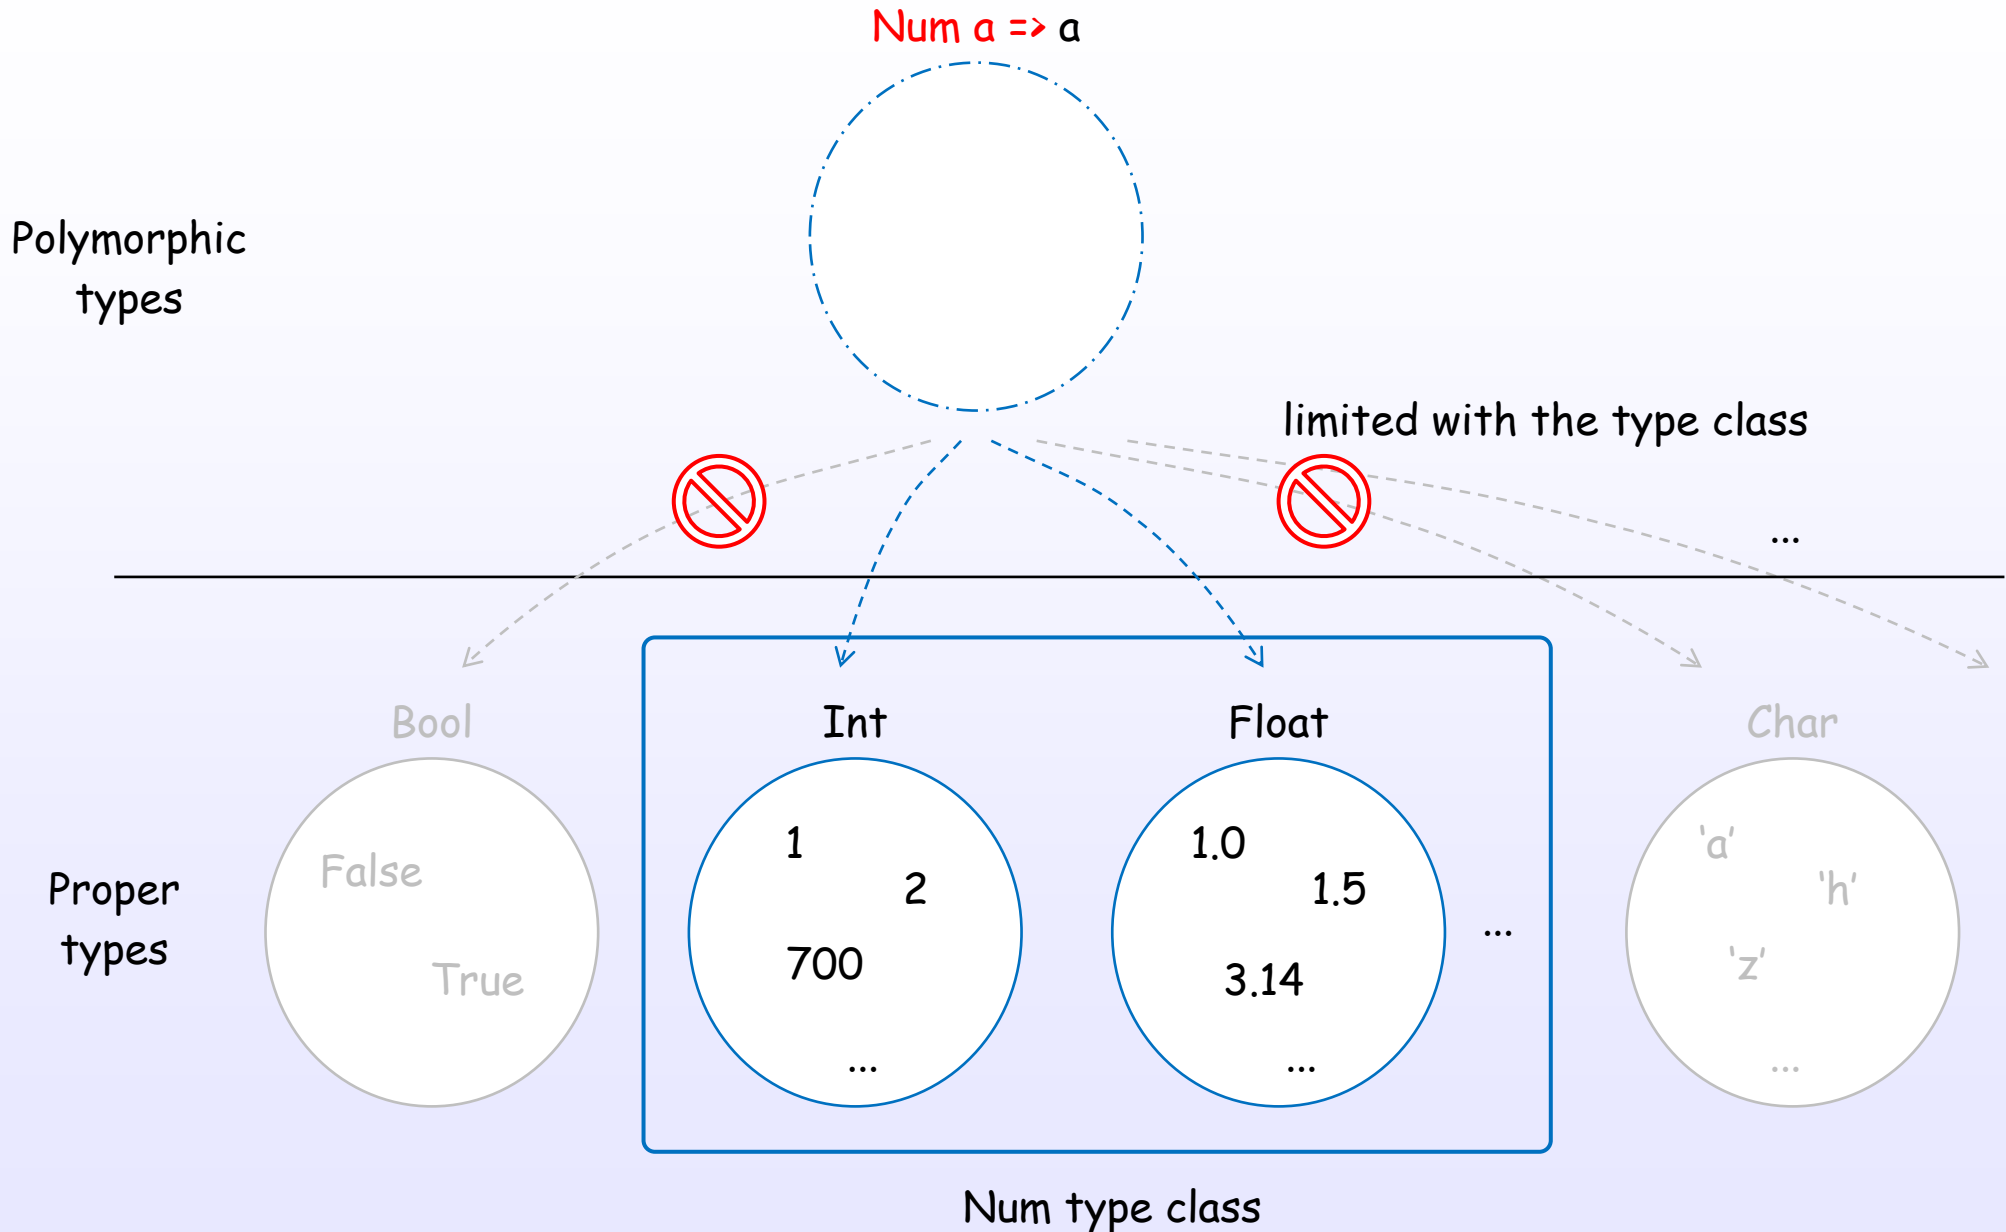 Num a => a
Polymorphic
types
limited with the type class
...
Bool
Int
Float
Char
False
True
1
2
700
...
1.0
1.5
3.14
...
...
'a'
'h'
'z'
...
Proper
types
Num type class